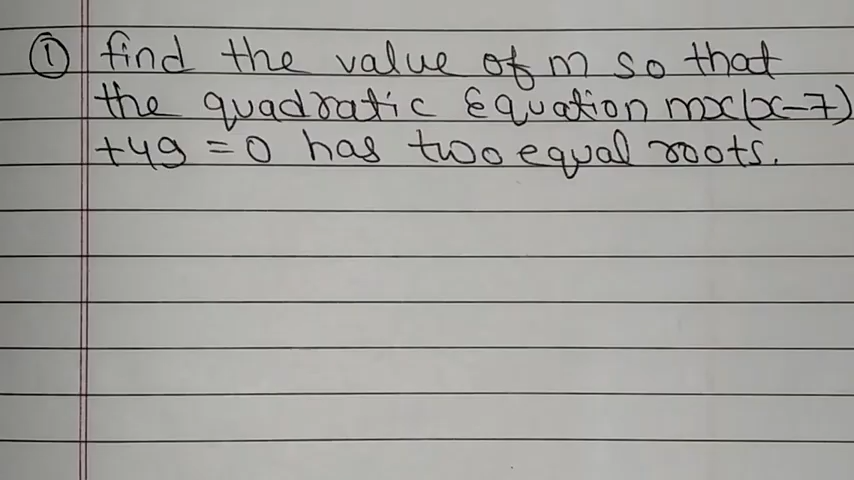 ① find the value of m so that
the quadratic Equation mx(x-7)
+49 = 0 has two equal roots.